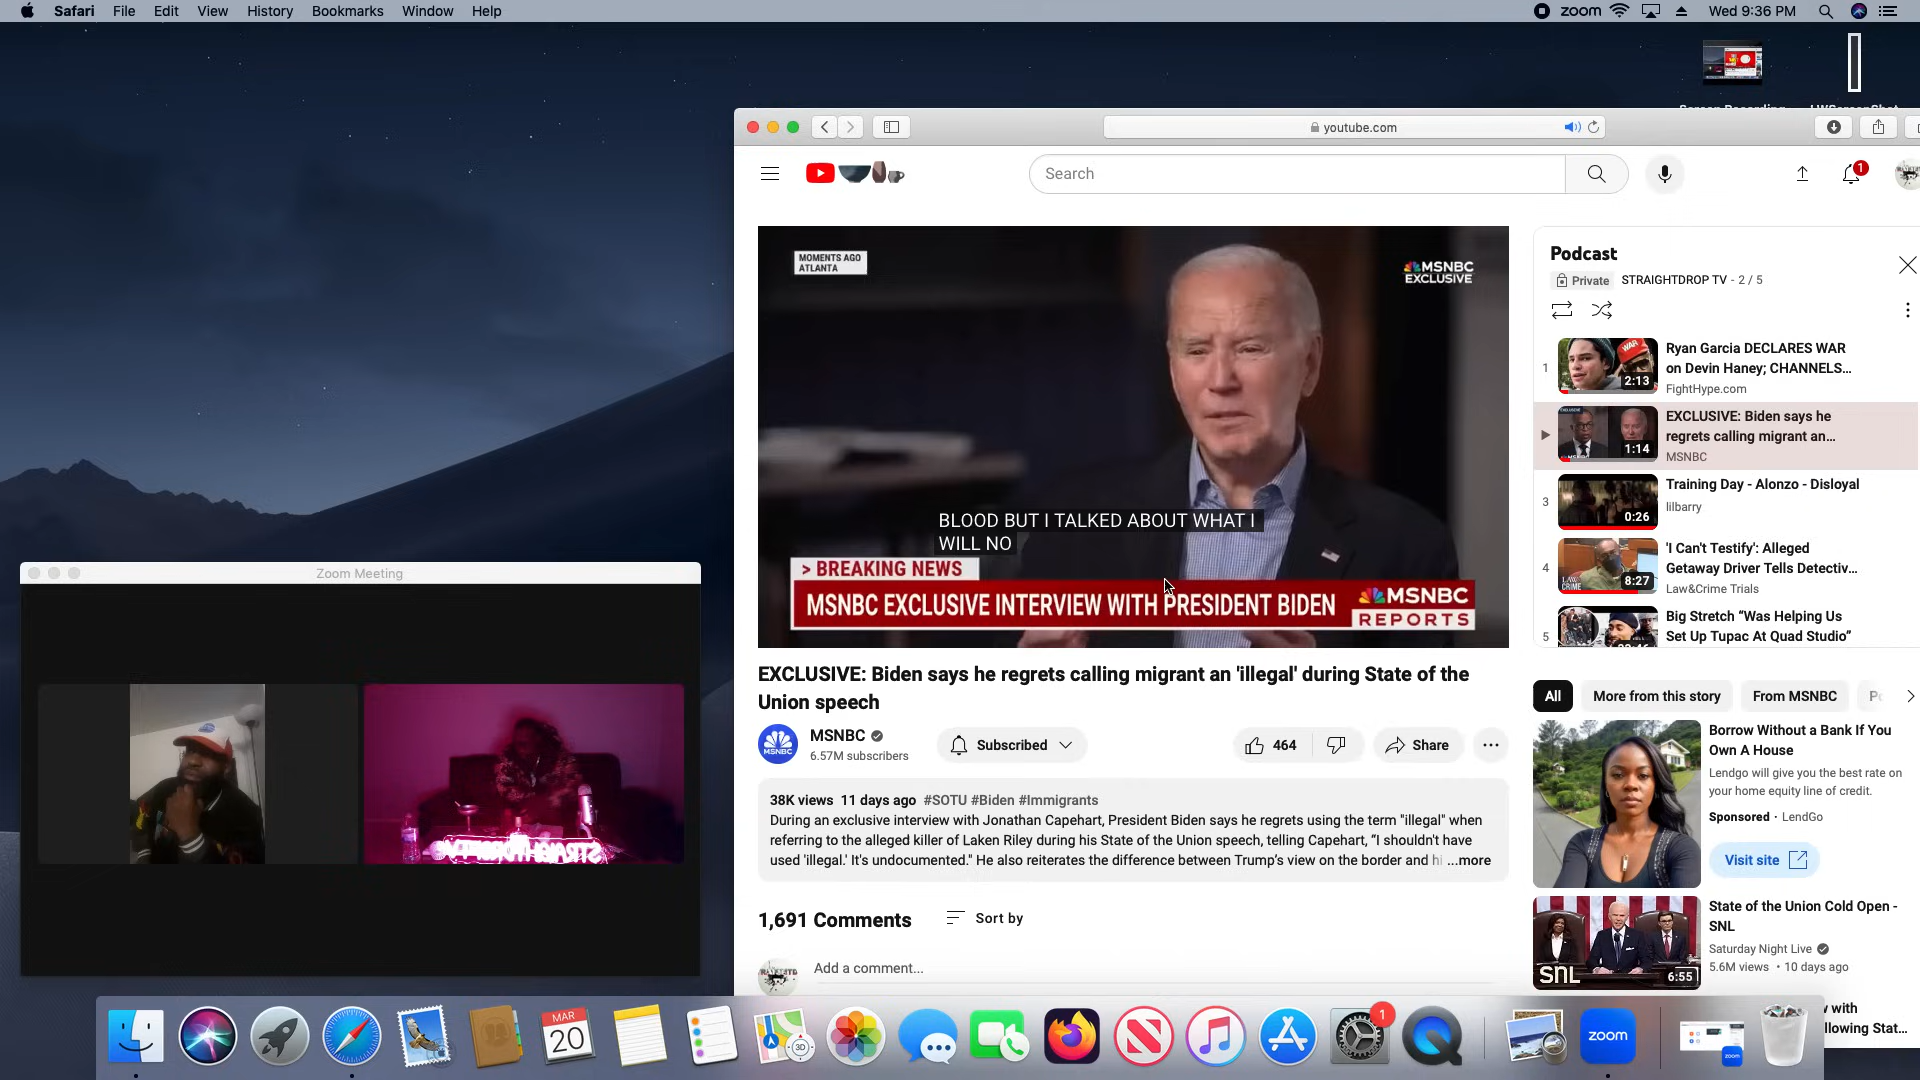 Safari File Edit View History Bookmarks Window Help
zoom Wed 9:36 PM
youtube.com
Search
1
MOMENTS AGO
ATLANTA
MSNBC
EXCLUSIVE
BLOOD BUT I TALKED ABOUT WHAT I
WILL NO
> BREAKING NEWS
MSNBC EXCLUSIVE INTERVIEW WITH PRESIDENT BIDEN
MSNBC
REPORTS
EXCLUSIVE: Biden says he regrets calling migrant an 'illegal' during State of the
Union speech
MSNBC
6.57M subscribers
Subscribed
464
Share
38K views 11 days ago #SOTU #Biden #Immigrants
During an exclusive interview with Jonathan Capehart, President Biden says he regrets using the term "illegal" when
referring to the alleged killer of Laken Riley during his State of the Union speech, telling Capehart, “I shouldn't have
used 'illegal.' It's undocumented." He also reiterates the difference between Trump’s view on the border and hi ...more
1,691 Comments
Sort by
Add a comment...
Podcast
Private STRAIGHTDROP TV - 2 / 5
1
2:13
Ryan Garcia DECLARES WAR
on Devin Haney; CHANNELS...
FightHype.com
1:14
EXCLUSIVE: Biden says he
regrets calling migrant an...
MSNBC
3
0:26
Training Day - Alonzo - Disloyal
lilbarry
4
8:27
'I Can't Testify': Alleged
Getaway Driver Tells Detectiv...
Law&Crime Trials
5
Big Stretch “Was Helping Us
Set Up Tupac At Quad Studio”
All
More from this story
From MSNBC
Borrow Without a Bank If You
Own A House
Lendgo will give you the best rate on
your home equity line of credit.
Sponsored · LendGo
Visit site
SNL
6:55
State of the Union Cold Open -
SNL
Saturday Night Live
5.6M views • 10 days ago
w with
llowing Stat...
Zoom Meeting
MAR
20
3D
1
zoom
zoom